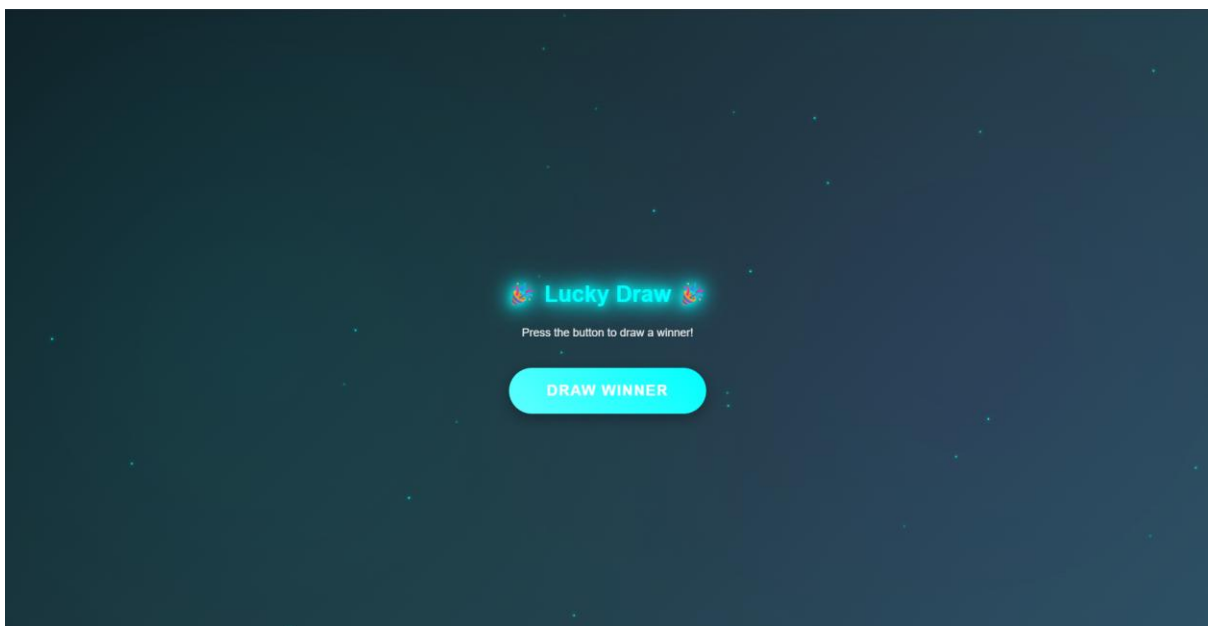 🎉 Lucky Draw 🎉
Press the button to draw a winner!
DRAW WINNER